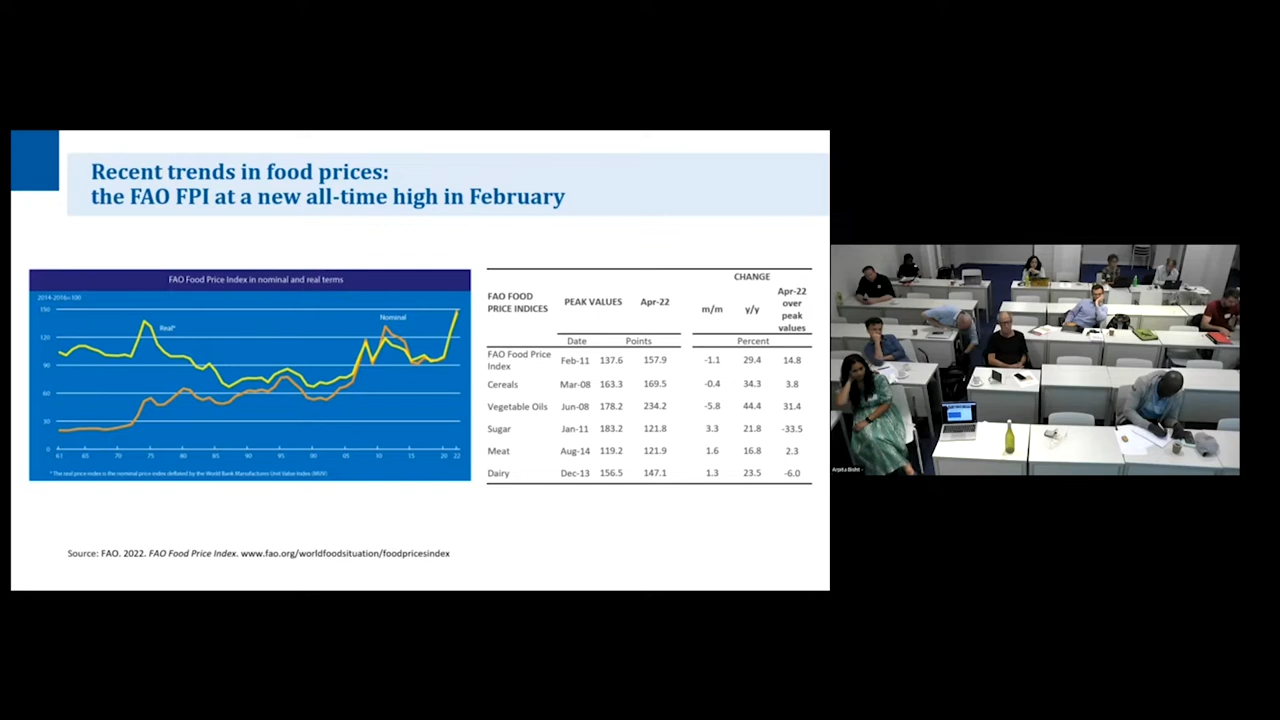 Recent trends in food prices:
the FAO FPI at a new all-time high in February
FAO Food Price Index in nominal and real terms
2014-2016=100
150
120
90
60
30
0
Real*
Nominal
61 65 70 75 80 85 90 95 00 05 10 15 20 22
* The real price index is the nominal price index deflated by the World Bank Manufactures Unit Value Index (MUV)
CHANGE
FAO FOOD PRICE INDICES PEAK VALUES Apr-22 m/m y/y Apr-22 over peak values
Date Points Percent
FAO Food Price Index Feb-11 137.6 157.9 -1.1 29.4 14.8
Cereals Mar-08 163.3 169.5 -0.4 34.3 3.8
Vegetable Oils Jun-08 178.2 234.2 -5.8 44.4 31.4
Sugar Jan-11 183.2 121.8 3.3 21.8 -33.5
Meat Aug-14 119.2 121.9 1.6 16.8 2.3
Dairy Dec-13 156.5 147.1 1.3 23.5 -6.0
Source: FAO. 2022. FAO Food Price Index. www.fao.org/worldfoodsituation/foodpricesindex
Arpita Bisht -